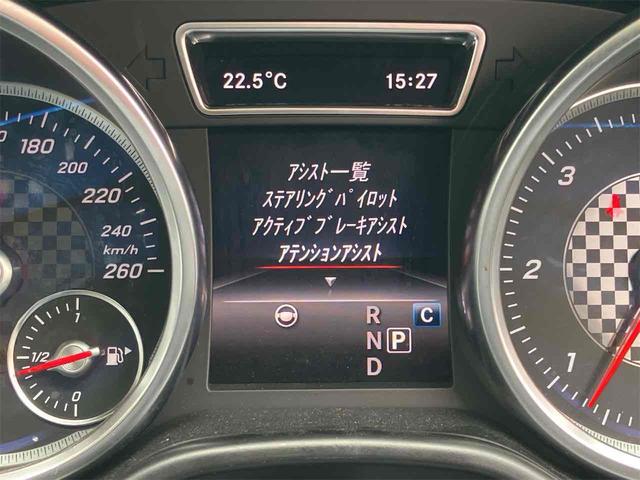 22.5°C 15:27
アシスト一覧
ステアリングパイロット
アクティブブレーキアシスト
アテンションアシスト
R C
N P
D
180
200
220
240
km/h
260
1
1/2
0
3
2
1